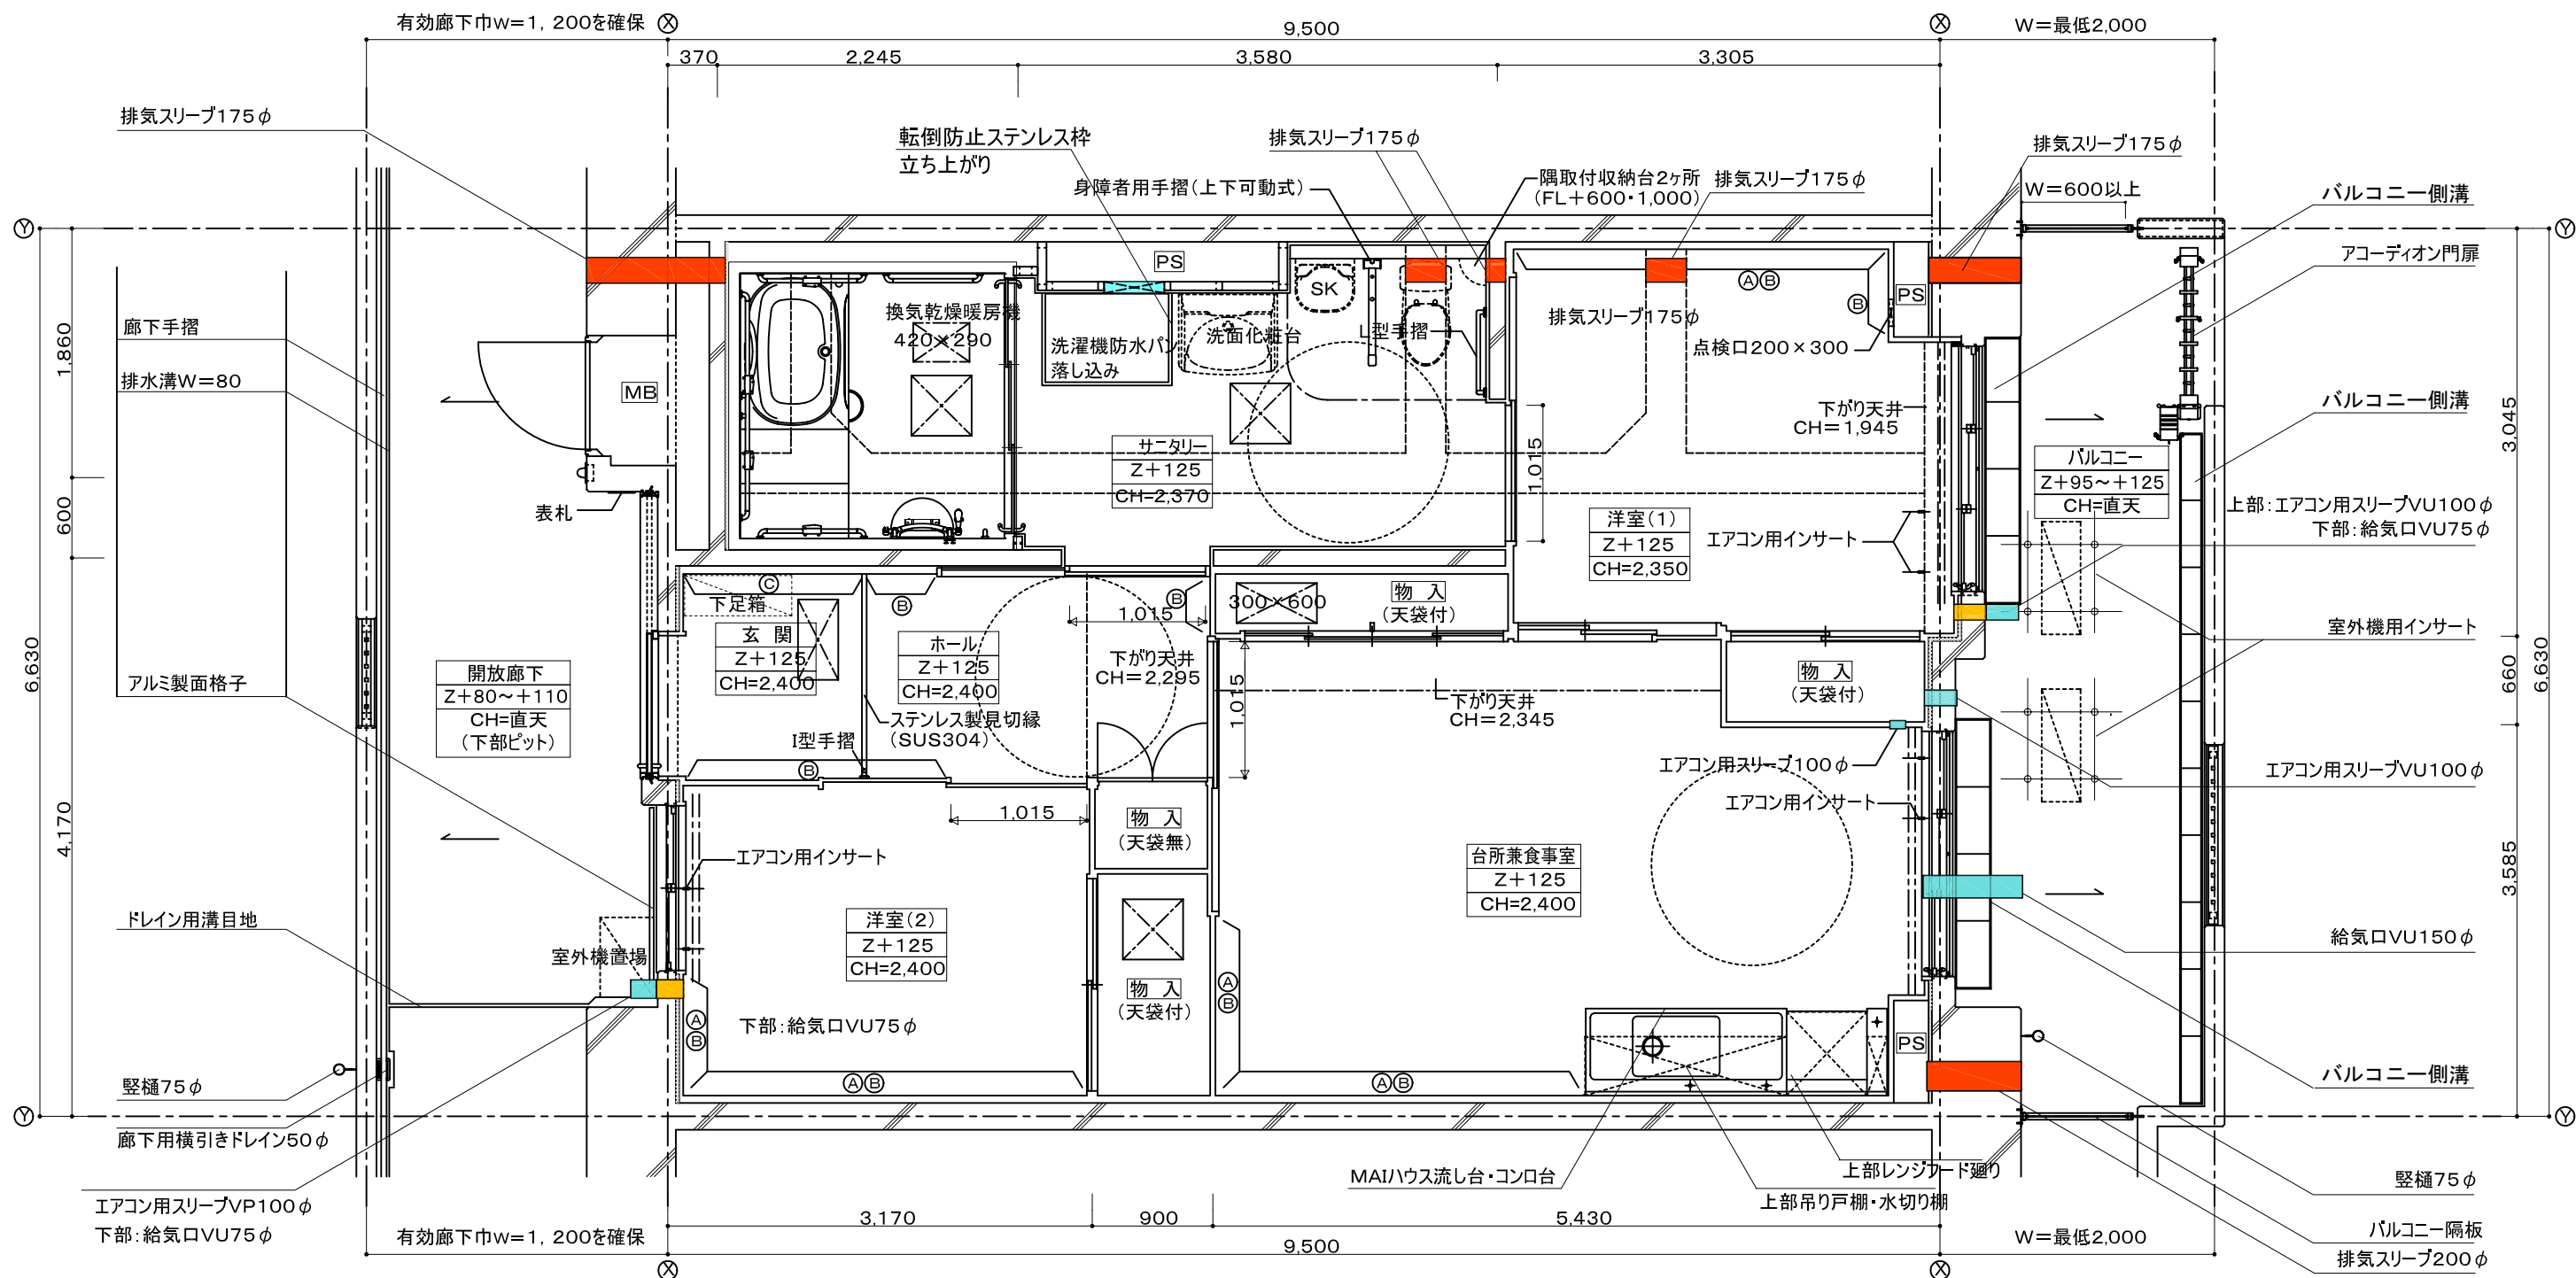 有効廊下巾w=1, 200を確保
Ⓧ
9,500
Ⓧ
W=最低2,000
370
2,245
3,580
3,305
排気スリーブ175φ
転倒防止ステンレス枠
立ち上がり
排気スリーブ175φ
身障者用手摺(上下可動式)
隅取付収納台2ヶ所
(FL+600・1,000)
排気スリーブ175φ
排気スリーブ175φ
W=600以上
バルコニー側溝
Ⓨ
Ⓨ
アコーディオン門扉
PS
SK
ⒶⒷ
Ⓑ
PS
換気乾燥暖房機
420×290
洗濯機防水パン
落し込み
洗面化粧台
L型手摺
排気スリーブ175φ
点検口200×300
廊下手摺
排水溝W=80
1,860
MB
下がり天井
CH=1,945
バルコニー側溝
3,045
サニタリー
Z+125
CH=2,370
1,015
バルコニー
Z+95~+125
CH=直天
表札
600
洋室(1)
Z+125
CH=2,350
エアコン用インサート
上部:エアコン用スリーブVU100φ
下部:給気口VU75φ
Ⓒ
下足箱
Ⓑ
Ⓑ
1,015
300×600
物 入
(天袋付)
室外機用インサート
玄 関
Z+125
CH=2,400
ホール
Z+125
CH=2,400
下がり天井
CH=2,295
1,015
下がり天井
CH=2,345
物 入
(天袋付)
660
6,630
6,630
開放廊下
Z+80~+110
CH=直天
(下部ピット)
アルミ製面格子
ステンレス製見切縁
(SUS304)
I型手摺
Ⓑ
エアコン用スリーブ100φ
エアコン用スリーブVU100φ
エアコン用インサート
4,170
1,015
物 入
(天袋無)
エアコン用インサート
台所兼食事室
Z+125
CH=2,400
3,585
ドレイン用溝目地
室外機置場
洋室(2)
Z+125
CH=2,400
給気口VU150φ
物 入
(天袋付)
Ⓐ
Ⓑ
Ⓐ
Ⓑ
下部:給気口VU75φ
PS
ⒶⒷ
ⒶⒷ
バルコニー側溝
竪樋75φ
Ⓨ
Ⓨ
廊下用横引きドレイン50φ
MAIハウス流し台・コンロ台
上部レンジフード廻り
上部吊り戸棚・水切り棚
竪樋75φ
エアコン用スリーブVP100φ
下部:給気口VU75φ
3,170
900
5,430
バルコニー隔板
有効廊下巾w=1, 200を確保
9,500
W=最低2,000
排気スリーブ200φ
Ⓧ
Ⓧ